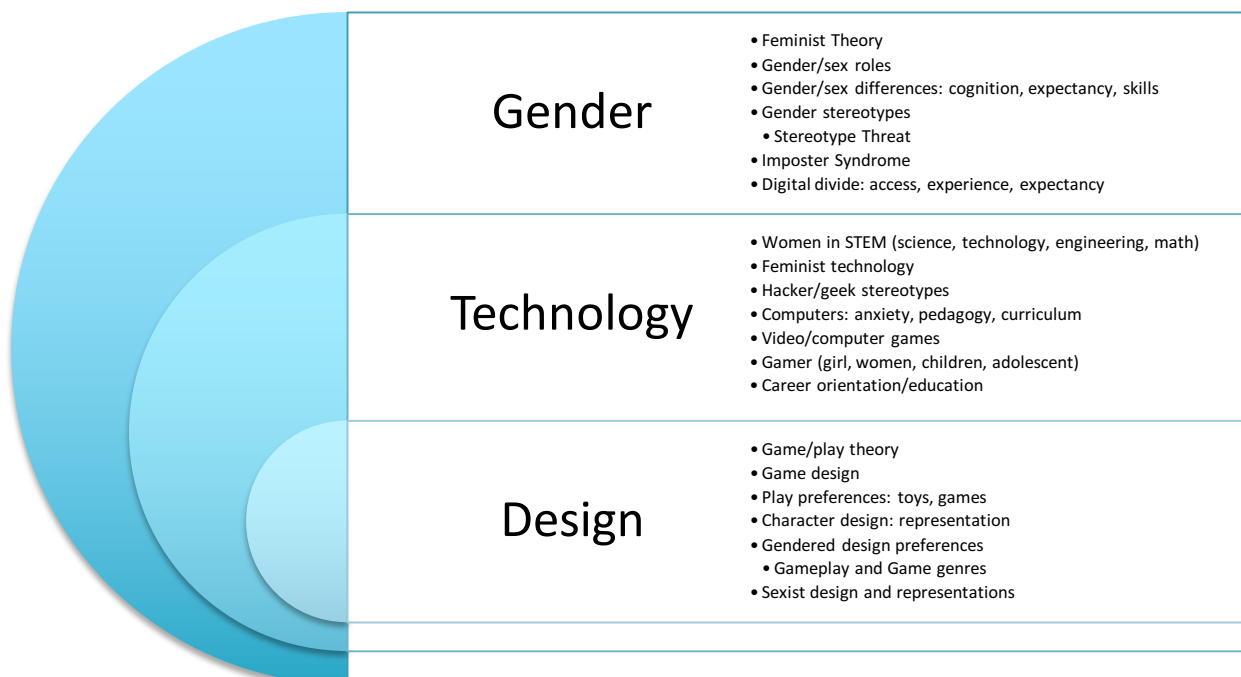 Gender
• Feminist Theory
• Gender/sex roles
• Gender/sex differences: cognition, expectancy, skills
• Gender stereotypes
• Stereotype Threat
• Imposter Syndrome
• Digital divide: access, experience, expectancy
Technology
• Women in STEM (science, technology, engineering, math)
• Feminist technology
• Hacker/geek stereotypes
• Computers: anxiety, pedagogy, curriculum
• Video/computer games
• Gamer (girl, women, children, adolescent)
• Career orientation/education
Design
• Game/play theory
• Game design
• Play preferences: toys, games
• Character design: representation
• Gendered design preferences
• Gameplay and Game genres
• Sexist design and representations